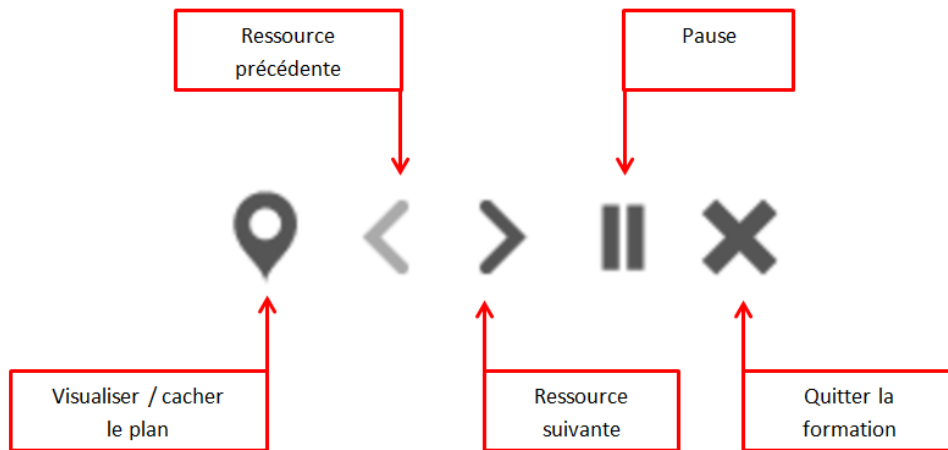 Ressource
précédente
Pause
Visualiser / cacher
le plan
Ressource
suivante
Quitter la
formation